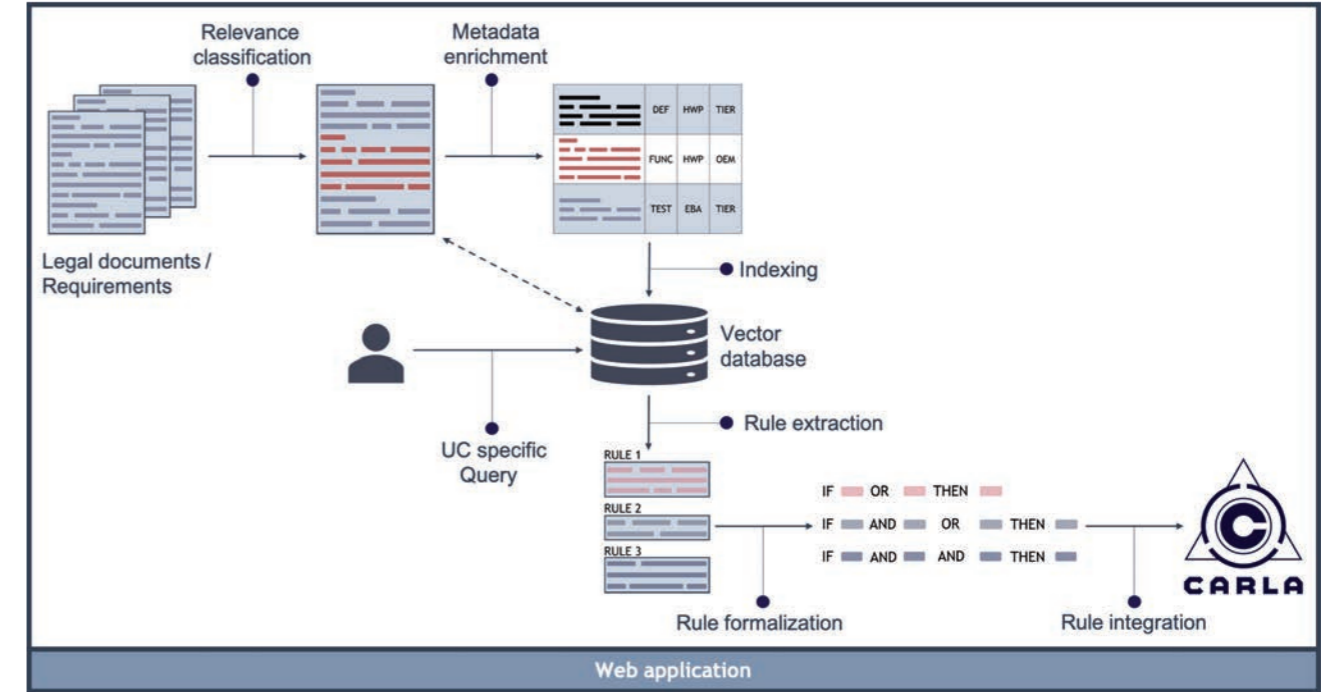 Relevance
classification
Metadata
enrichment
DEF HWP TIER
FUNC HWP OEM
TEST EBA TIER
Legal documents /
Requirements
Indexing
Vector
database
UC specific
Query
Rule extraction
RULE 1
RULE 2
RULE 3
IF OR THEN
IF AND OR THEN
IF AND AND THEN
C
CARLA
Rule formalization
Rule integration
Web application